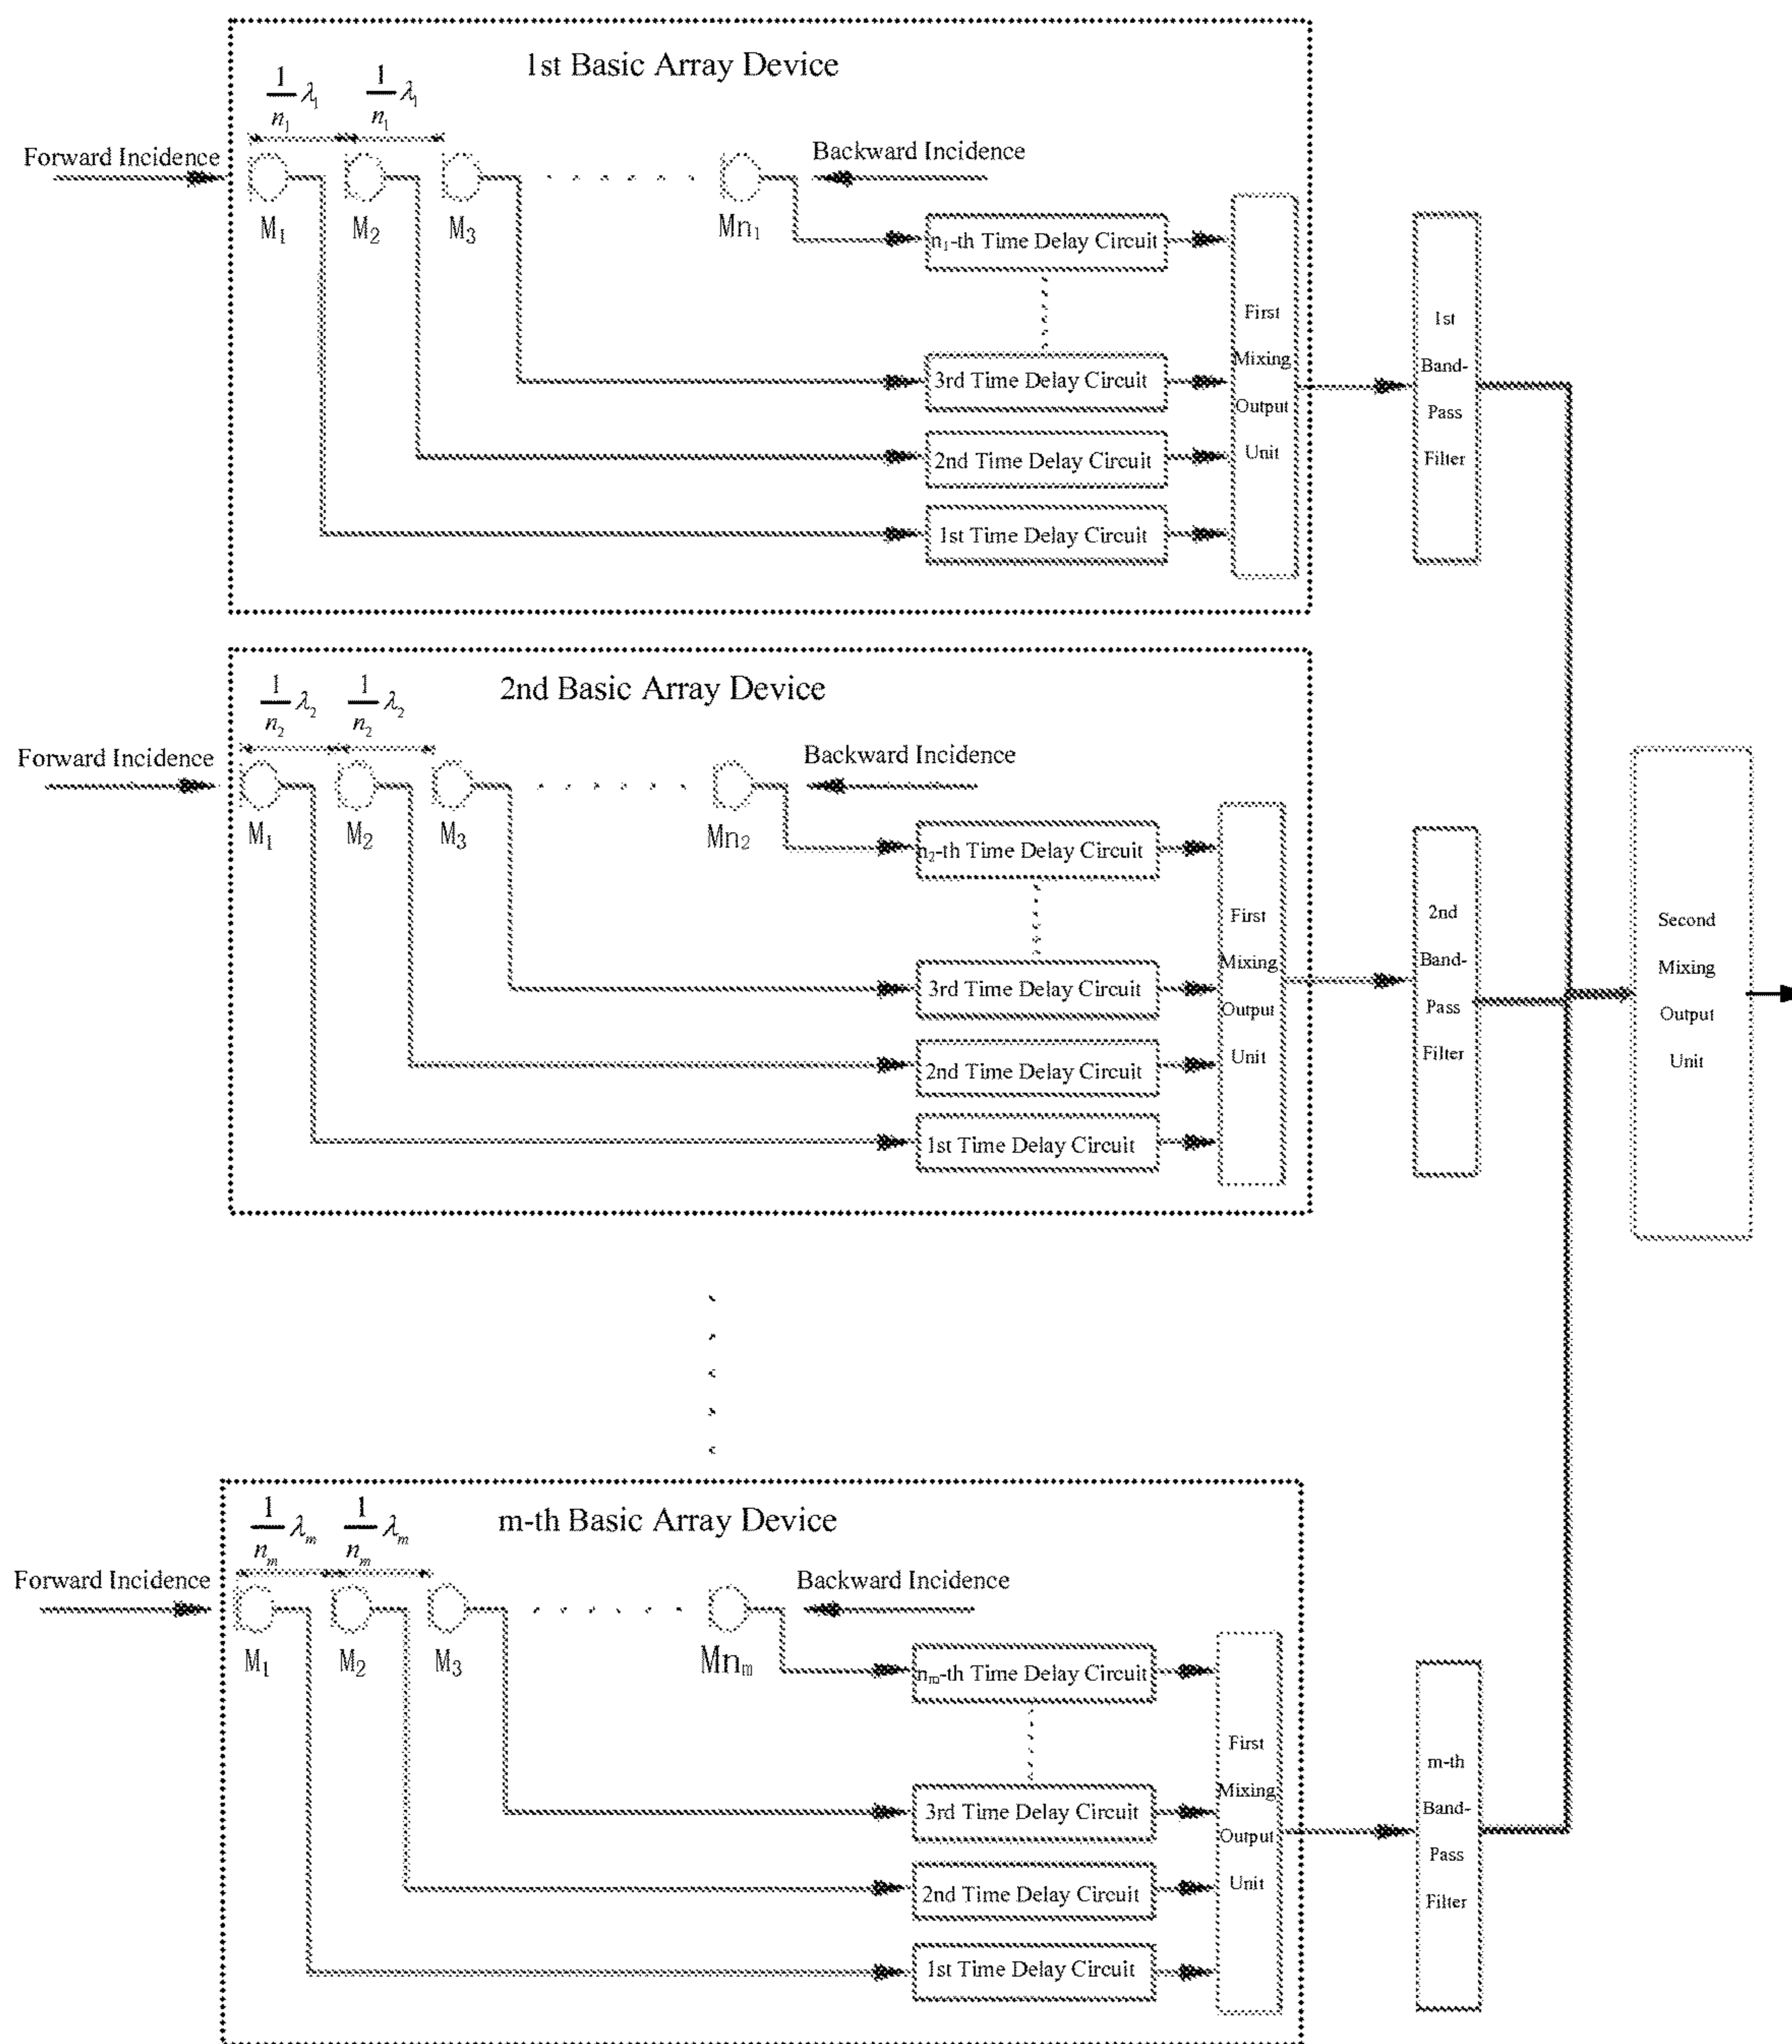 1st Basic Array Device
1/n₁ λ₁ 1/n₁ λ₁
Forward Incidence
Backward Incidence
M₁ M₂ M₃ Mn₁
n₁-th Time Delay Circuit
3rd Time Delay Circuit
2nd Time Delay Circuit
1st Time Delay Circuit
First
Mixing
Output
Unit
1st
Band-
Pass
Filter
2nd Basic Array Device
1/n₂ λ₂ 1/n₂ λ₂
Forward Incidence
Backward Incidence
M₁ M₂ M₃ Mn₂
n₂-th Time Delay Circuit
3rd Time Delay Circuit
2nd Time Delay Circuit
1st Time Delay Circuit
First
Mixing
Output
Unit
2nd
Band-
Pass
Filter
Second
Mixing
Output
Unit
m-th Basic Array Device
1/nₘ λₘ 1/nₘ λₘ
Forward Incidence
Backward Incidence
M₁ M₂ M₃ Mnₘ
nₘ-th Time Delay Circuit
3rd Time Delay Circuit
2nd Time Delay Circuit
1st Time Delay Circuit
First
Mixing
Output
Unit
m-th
Band-
Pass
Filter